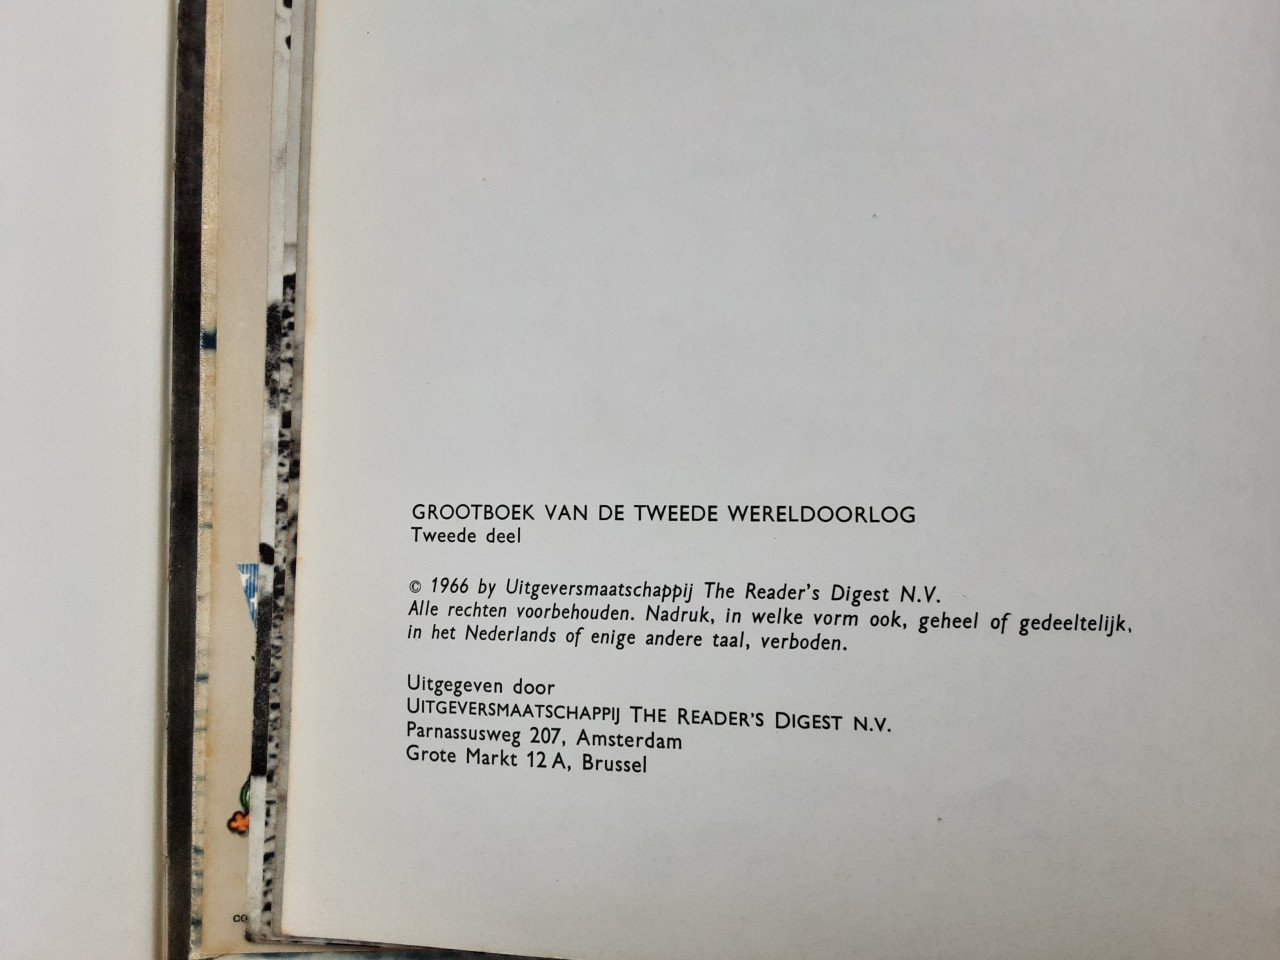 GROOTBOEK VAN DE TWEEDE WERELDOORLOG
Tweede deel
© 1966 by Uitgeversmaatschappij The Reader's Digest N.V.
Alle rechten voorbehouden. Nadruk, in welke vorm ook, geheel of gedeeltelijk,
in het Nederlands of enige andere taal, verboden.
Uitgegeven door
UITGEVERSMAATSCHAPPIJ THE READER'S DIGEST N.V.
Parnassusweg 207, Amsterdam
Grote Markt 12 A, Brussel